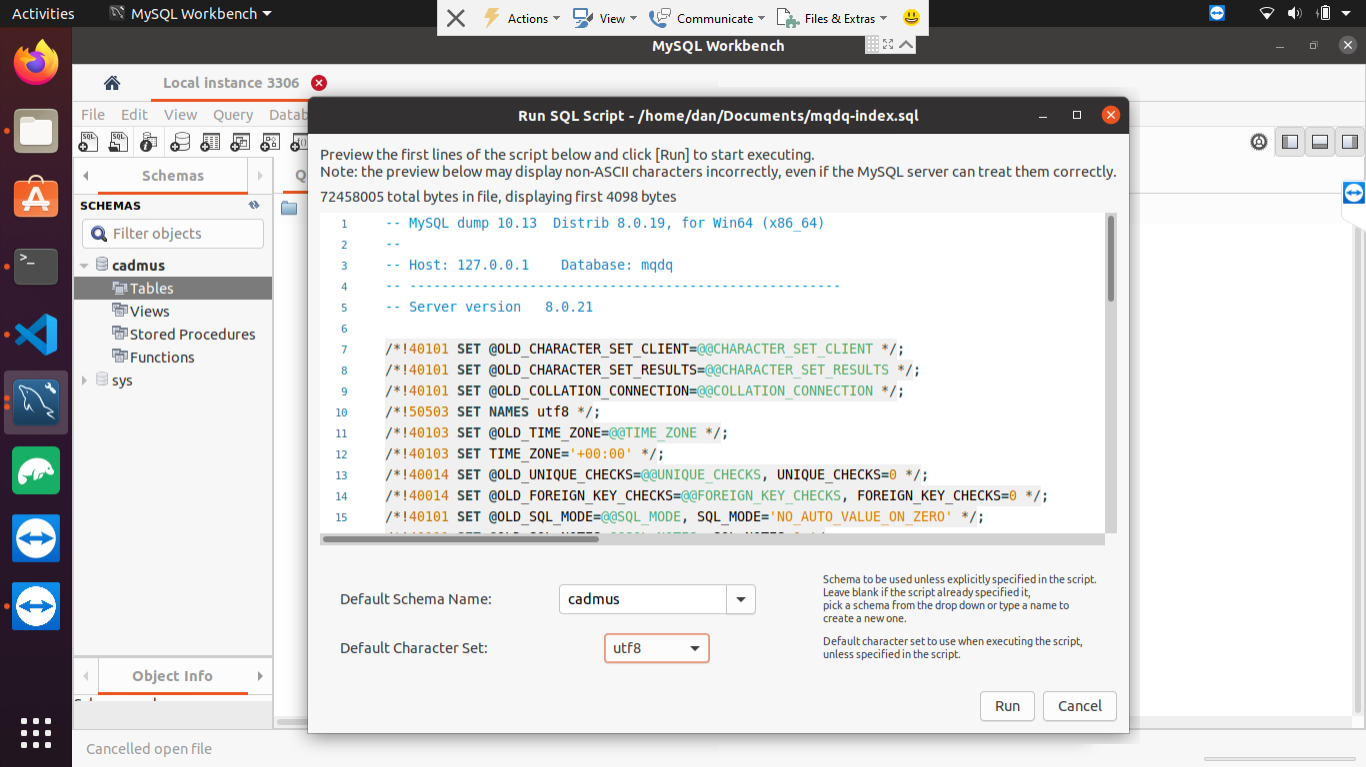 Activities MySQL Workbench
Actions View Communicate Files & Extras
MySQL Workbench
Local instance 3306
File Edit View Query Datab
Schemas
SCHEMAS
Filter objects
cadmus
Tables
Views
Stored Procedures
Functions
sys
Object Info
Cancelled open file
Q
Run SQL Script - /home/dan/Documents/mqdq-index.sql
Preview the first lines of the script below and click [Run] to start executing.
Note: the preview below may display non-ASCII characters incorrectly, even if the MySQL server can treat them correctly.
72458005 total bytes in file, displaying first 4098 bytes
1 -- MySQL dump 10.13  Distrib 8.0.19, for Win64 (x86_64)
2 --
3 -- Host: 127.0.0.1    Database: mqdq
4 -- ------------------------------------------------------
5 -- Server version   8.0.21
6
7 /*!40101 SET @OLD_CHARACTER_SET_CLIENT=@@CHARACTER_SET_CLIENT */;
8 /*!40101 SET @OLD_CHARACTER_SET_RESULTS=@@CHARACTER_SET_RESULTS */;
9 /*!40101 SET @OLD_COLLATION_CONNECTION=@@COLLATION_CONNECTION */;
10 /*!50503 SET NAMES utf8 */;
11 /*!40103 SET @OLD_TIME_ZONE=@@TIME_ZONE */;
12 /*!40103 SET TIME_ZONE='+00:00' */;
13 /*!40014 SET @OLD_UNIQUE_CHECKS=@@UNIQUE_CHECKS, UNIQUE_CHECKS=0 */;
14 /*!40014 SET @OLD_FOREIGN_KEY_CHECKS=@@FOREIGN_KEY_CHECKS, FOREIGN_KEY_CHECKS=0 */;
15 /*!40101 SET @OLD_SQL_MODE=@@SQL_MODE, SQL_MODE='NO_AUTO_VALUE_ON_ZERO' */;
Default Schema Name: cadmus
Schema to be used unless explicitly specified in the script.
Leave blank if the script already specified it,
pick a schema from the drop down or type a name to
create a new one.
Default Character Set: utf8
Default character set to use when executing the script,
unless specified in the script.
Run Cancel